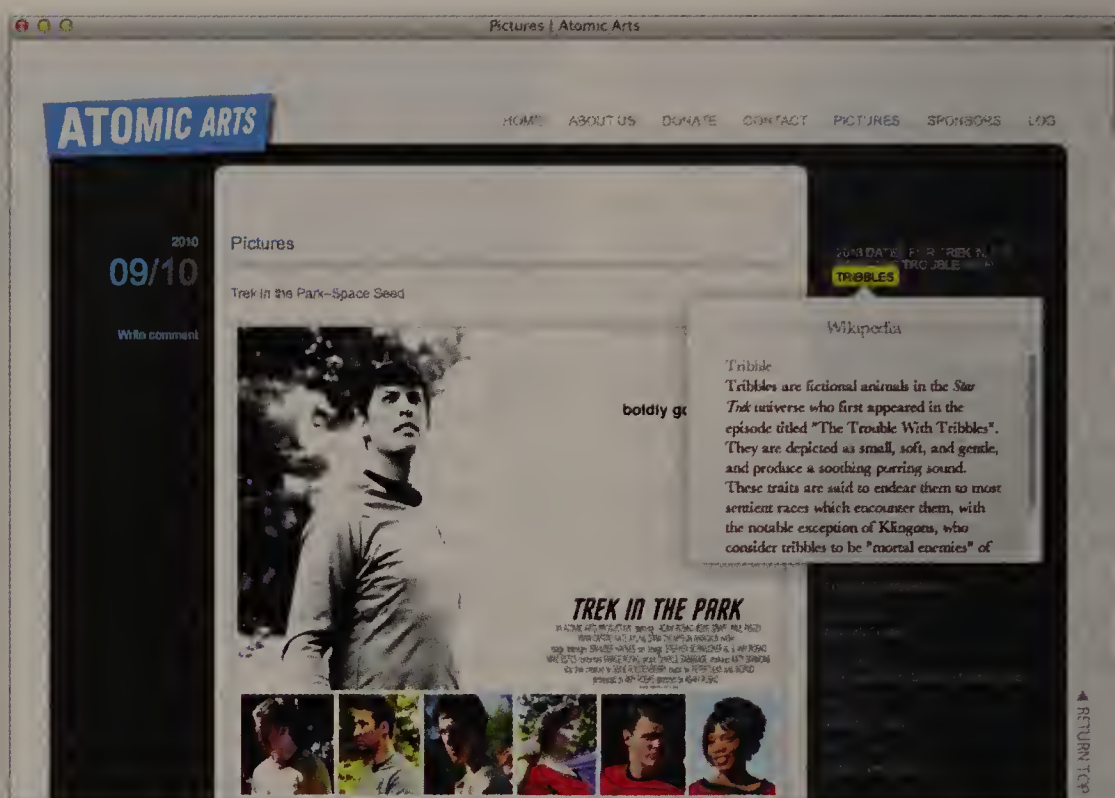 Pictures | Atomic Arts
ATOMIC ARTS
HOME ABOUT US DONATE CONTACT PICTURES SPONSORS LOG
2010
09/10
Write comment
Pictures
Trek in the Park–Space Seed
boldly go
TREK IN THE PARK
TROUBLE
TRIBBLES
Wikipedia
Tribble
Tribbles are fictional animals in the Star
Trek universe who first appeared in the
episode titled "The Trouble With Tribbles".
They are depicted as small, soft, and gentle,
and produce a soothing purring sound.
These traits are said to endear them to most
sentient races which encounter them, with
the notable exception of Klingons, who
consider tribbles to be "mortal enemies" of
RETURN TOP